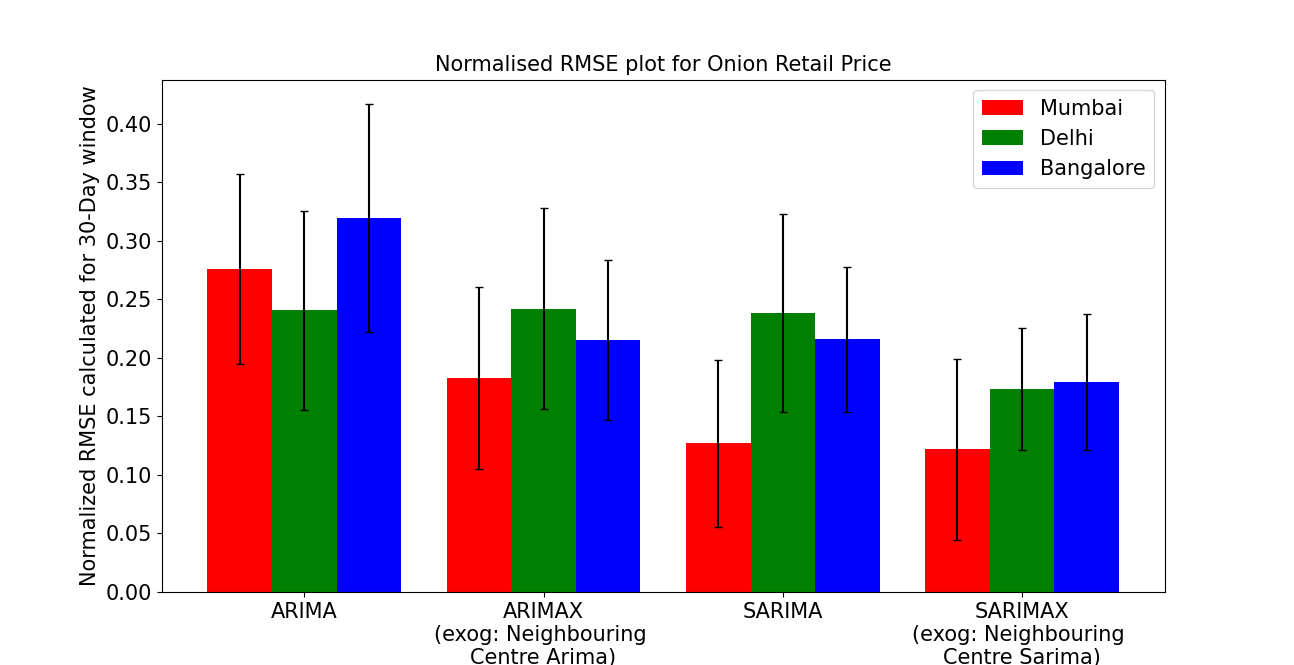 Normalised RMSE plot for Onion Retail Price
Normalized RMSE calculated for 30-Day window
0.40
0.35
0.30
0.25
0.20
0.15
0.10
0.05
0.00
Mumbai
Delhi
Bangalore
ARIMA
ARIMAX
(exog: Neighbouring
Centre Arima)
SARIMA
SARIMAX
(exog: Neighbouring
Centre Sarima)